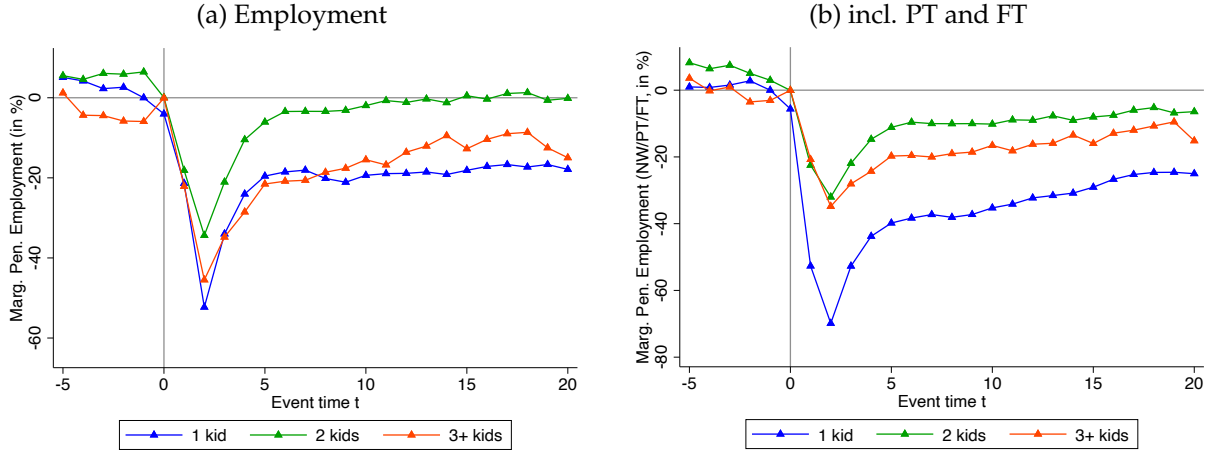 (a) Employment
Marg. Pen. Employment (in %)
0
-20
-40
-60
-5 0 5 10 15 20
Event time t
1 kid 2 kids 3+ kids
(b) incl. PT and FT
Marg. Pen. Employment (NW/PT/FT, in %)
0
-20
-40
-60
-80
-5 0 5 10 15 20
Event time t
1 kid 2 kids 3+ kids